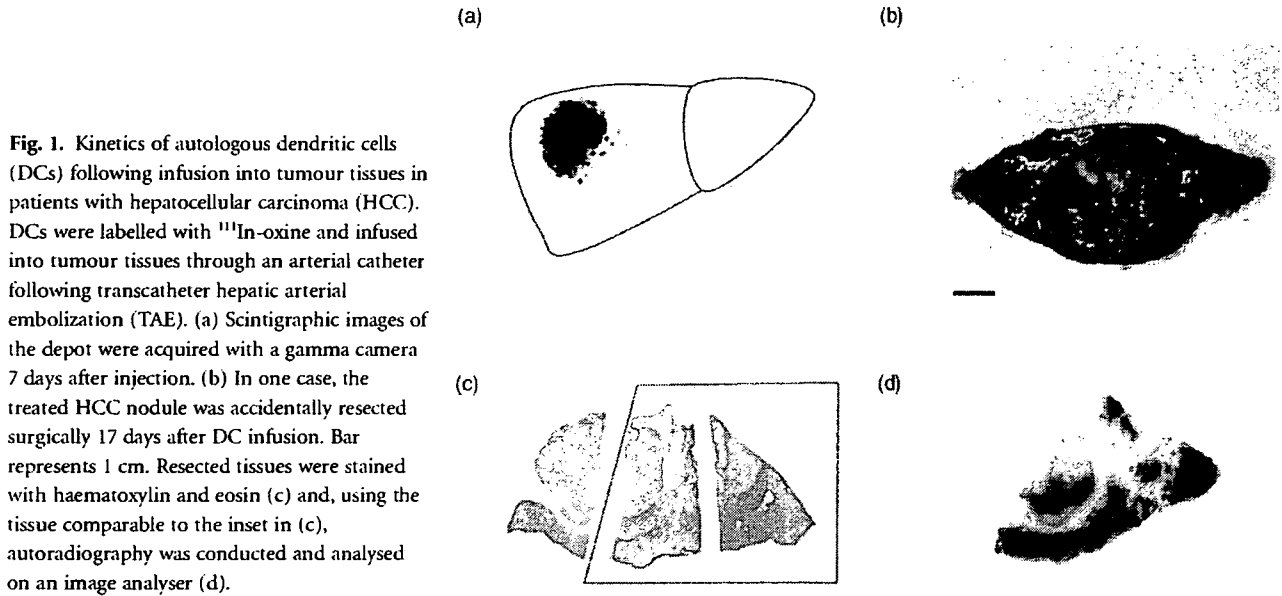 Fig. 1. Kinetics of autologous dendritic cells
(DCs) following infusion into tumour tissues in
patients with hepatocellular carcinoma (HCC).
DCs were labelled with ¹¹¹In-oxine and infused
into tumour tissues through an arterial catheter
following transcatheter hepatic arterial
embolization (TAE). (a) Scintigraphic images of
the depot were acquired with a gamma camera
7 days after injection. (b) In one case, the
treated HCC nodule was accidentally resected
surgically 17 days after DC infusion. Bar
represents 1 cm. Resected tissues were stained
with haematoxylin and eosin (c) and, using the
tissue comparable to the inset in (c),
autoradiography was conducted and analysed
on an image analyser (d).
(a)
(b)
(c)
(d)